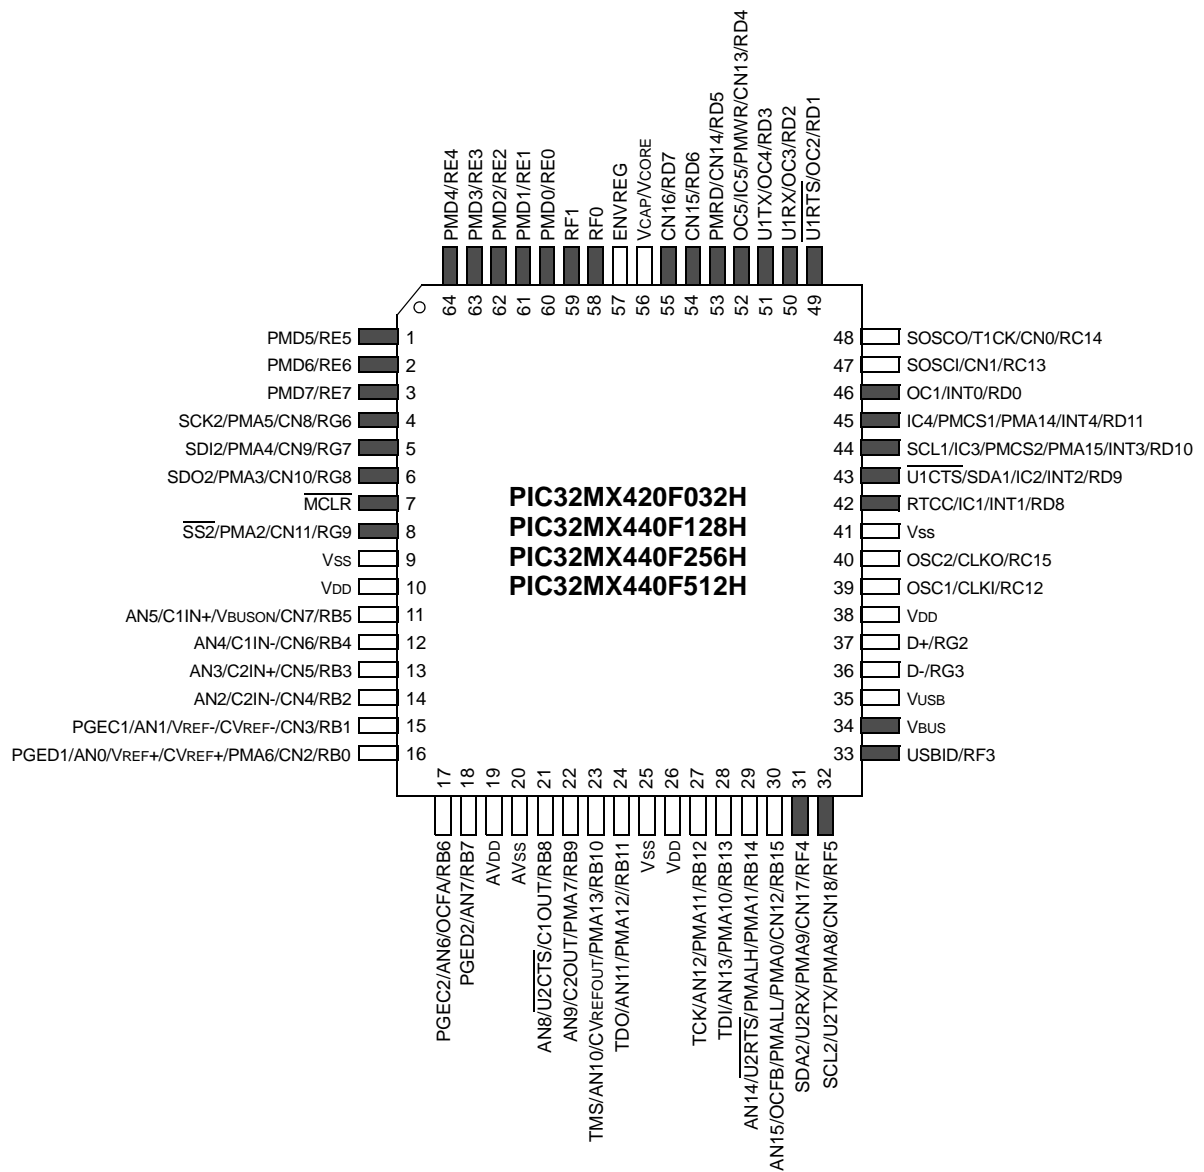 PMD4/RE4
PMD3/RE3
PMD2/RE2
PMD1/RE1
PMD0/RE0
RF1
RF0
ENVREG
VCAP/VCORE
CN16/RD7
CN15/RD6
PMRD/CN14/RD5
OC5/IC5/PMWR/CN13/RD4
U1TX/OC4/RD3
U1RX/OC3/RD2
U1RTS/OC2/RD1
64 63 62 61 60 59 58 57 56 55 54 53 52 51 50 49
PMD5/RE5 1
PMD6/RE6 2
PMD7/RE7 3
SCK2/PMA5/CN8/RG6 4
SDI2/PMA4/CN9/RG7 5
SDO2/PMA3/CN10/RG8 6
MCLR 7
SS2/PMA2/CN11/RG9 8
VSS 9
VDD 10
AN5/C1IN+/VBUSON/CN7/RB5 11
AN4/C1IN-/CN6/RB4 12
AN3/C2IN+/CN5/RB3 13
AN2/C2IN-/CN4/RB2 14
PGEC1/AN1/VREF-/CVREF-/CN3/RB1 15
PGED1/AN0/VREF+/CVREF+/PMA6/CN2/RB0 16
PIC32MX420F032H
PIC32MX440F128H
PIC32MX440F256H
PIC32MX440F512H
48 SOSCO/T1CK/CN0/RC14
47 SOSCI/CN1/RC13
46 OC1/INT0/RD0
45 IC4/PMCS1/PMA14/INT4/RD11
44 SCL1/IC3/PMCS2/PMA15/INT3/RD10
43 U1CTS/SDA1/IC2/INT2/RD9
42 RTCC/IC1/INT1/RD8
41 Vss
40 OSC2/CLKO/RC15
39 OSC1/CLKI/RC12
38 VDD
37 D+/RG2
36 D-/RG3
35 VUSB
34 VBUS
33 USBID/RF3
17 18 19 20 21 22 23 24 25 26 27 28 29 30 31 32
PGEC2/AN6/OCFA/RB6
PGED2/AN7/RB7
AVDD
AVss
AN8/U2CTS/C1OUT/RB8
AN9/C2OUT/PMA7/RB9
TMS/AN10/CVREFOUT/PMA13/RB10
TDO/AN11/PMA12//RB11
VSS
VDD
TCK/AN12/PMA11/RB12
TDI/AN13/PMA10/RB13
AN14/U2RTS/PMALH/PMA1/RB14
AN15/OCFB/PMALL/PMA0/CN12/RB15
SDA2/U2RX/PMA9/CN17/RF4
SCL2/U2TX/PMA8/CN18/RF5